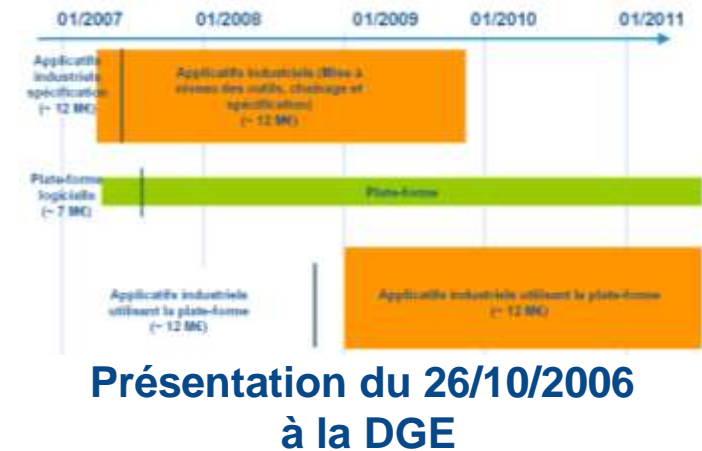 01/2007 01/2008 01/2009 01/2010 01/2011
Applicatifs
industriels
spécification
(~ 12 M€)
Applicatifs industriels (Mise à
niveau des outils, chaînage et
spécification)
(~ 12 M€)
Plate-forme
logicielle
(~ 7 M€)
Plate-forme
Applicatifs industriels
utilisant la plate-forme
(~ 12 M€)
Applicatifs industriels utilisant la plate-forme
(~ 12 M€)
Présentation du 26/10/2006
à la DGE